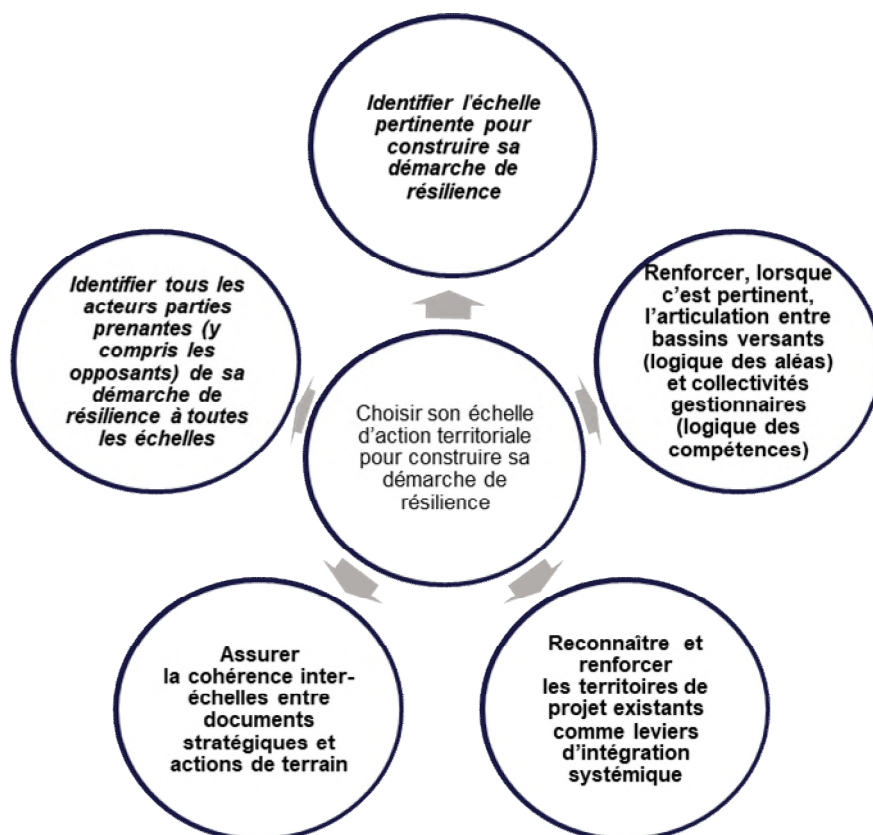 Identifier l'échelle
pertinente pour
construire sa
démarche de
résilience
Renforcer, lorsque
c'est pertinent,
l'articulation entre
bassins versants
(logique des aléas)
et collectivités
gestionnaires
(logique des
compétences)
Reconnaître et
renforcer
les territoires de
projet existants
comme leviers
d'intégration
systémique
Assurer
la cohérence inter-
échelles entre
documents
stratégiques et
actions de terrain
Identifier tous les
acteurs parties
prenantes (y
compris les
opposants) de sa
démarche de
résilience à toutes
les échelles
Choisir son échelle
d'action territoriale
pour construire sa
démarche de
résilience